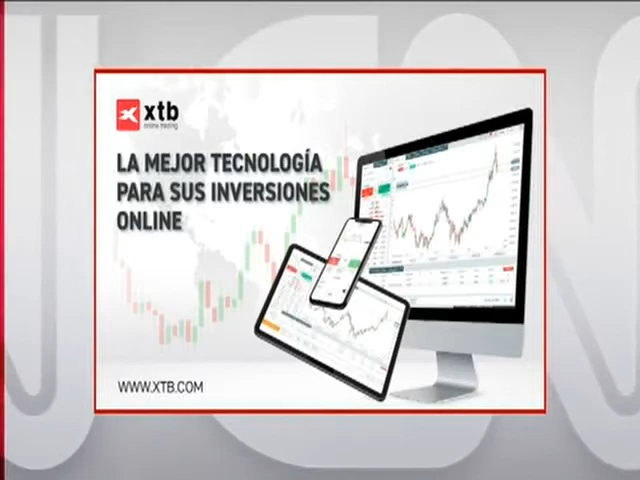 xtb
online trading
LA MEJOR TECNOLOGÍA
PARA SUS INVERSIONES
ONLINE
WWW.XTB.COM